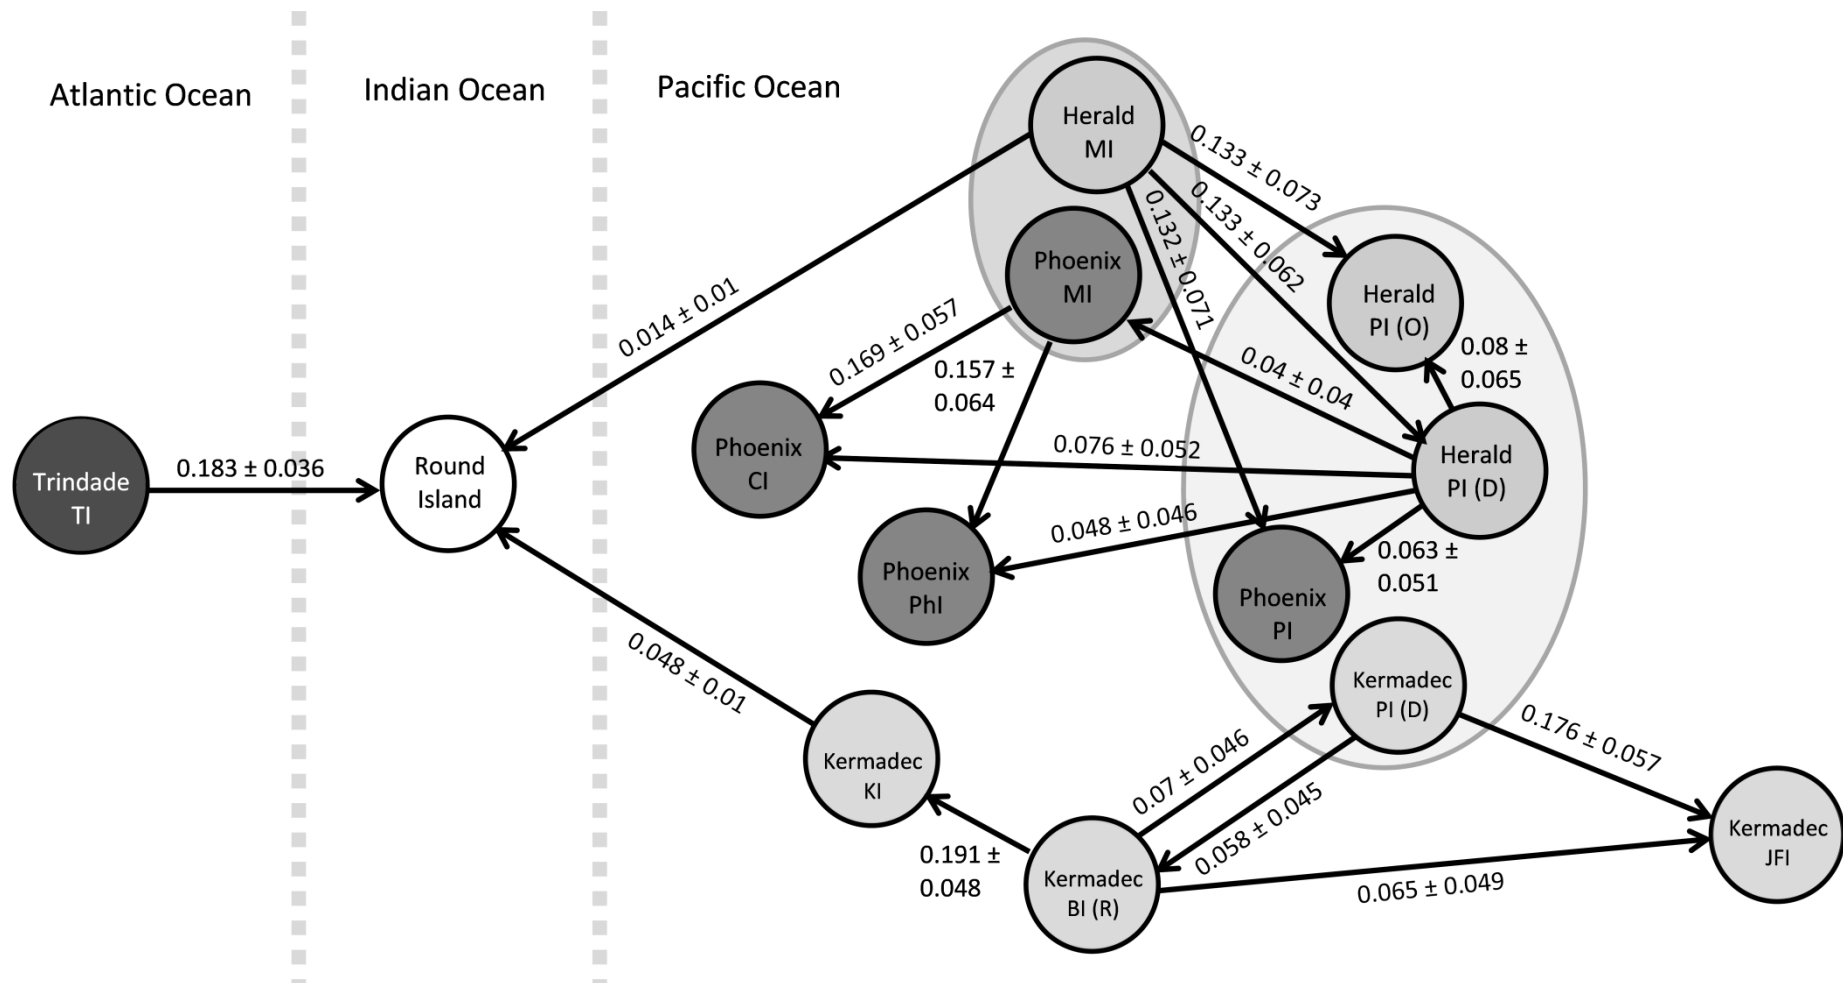 Atlantic Ocean
Indian Ocean
Pacific Ocean
Herald
MI
0.133 ± 0.073
0.133 ± 0.062
0.132 ± 0.071
0.014 ± 0.01
Phoenix
MI
Herald
PI (O)
0.08 ±
0.065
0.169 ± 0.057
0.157 ±
0.064
0.04 ± 0.04
Phoenix
CI
0.076 ± 0.052
Herald
PI (D)
Trindade
TI
0.183 ± 0.036
Round
Island
0.048 ± 0.046
0.063 ±
0.051
Phoenix
PhI
Phoenix
PI
0.048 ± 0.01
Kermadec
PI (D)
0.176 ± 0.057
Kermadec
KI
0.07 ± 0.046
0.058 ± 0.045
Kermadec
JFI
0.191 ±
0.048
Kermadec
BI (R)
0.065 ± 0.049